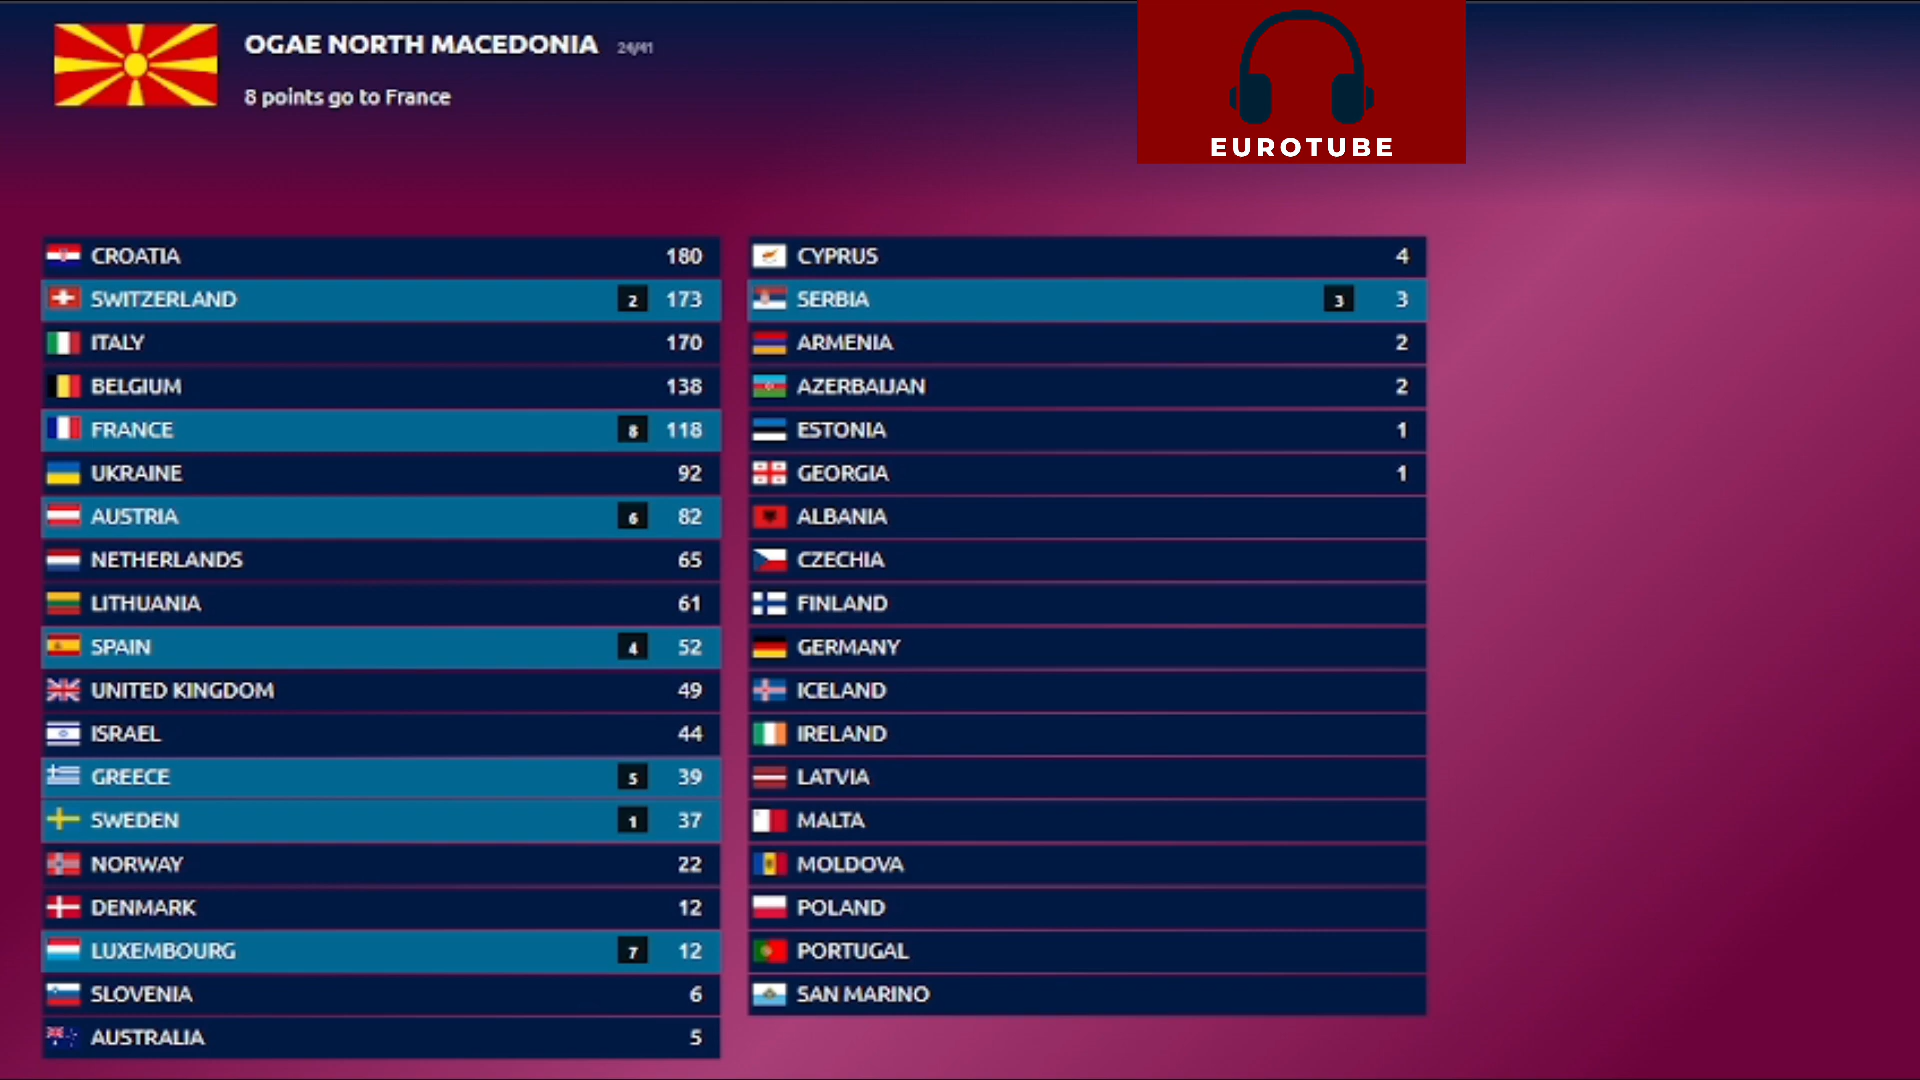 OGAE NORTH MACEDONIA 24/41
8 points go to France
EUROTUBE
CROATIA 180
SWITZERLAND 2 173
ITALY 170
BELGIUM 138
FRANCE 8 118
UKRAINE 92
AUSTRIA 6 82
NETHERLANDS 65
LITHUANIA 61
SPAIN 4 52
UNITED KINGDOM 49
ISRAEL 44
GREECE 5 39
SWEDEN 1 37
NORWAY 22
DENMARK 12
LUXEMBOURG 7 12
SLOVENIA 6
AUSTRALIA 5
CYPRUS 4
SERBIA 3 3
ARMENIA 2
AZERBAIJAN 2
ESTONIA 1
GEORGIA 1
ALBANIA
CZECHIA
FINLAND
GERMANY
ICELAND
IRELAND
LATVIA
MALTA
MOLDOVA
POLAND
PORTUGAL
SAN MARINO